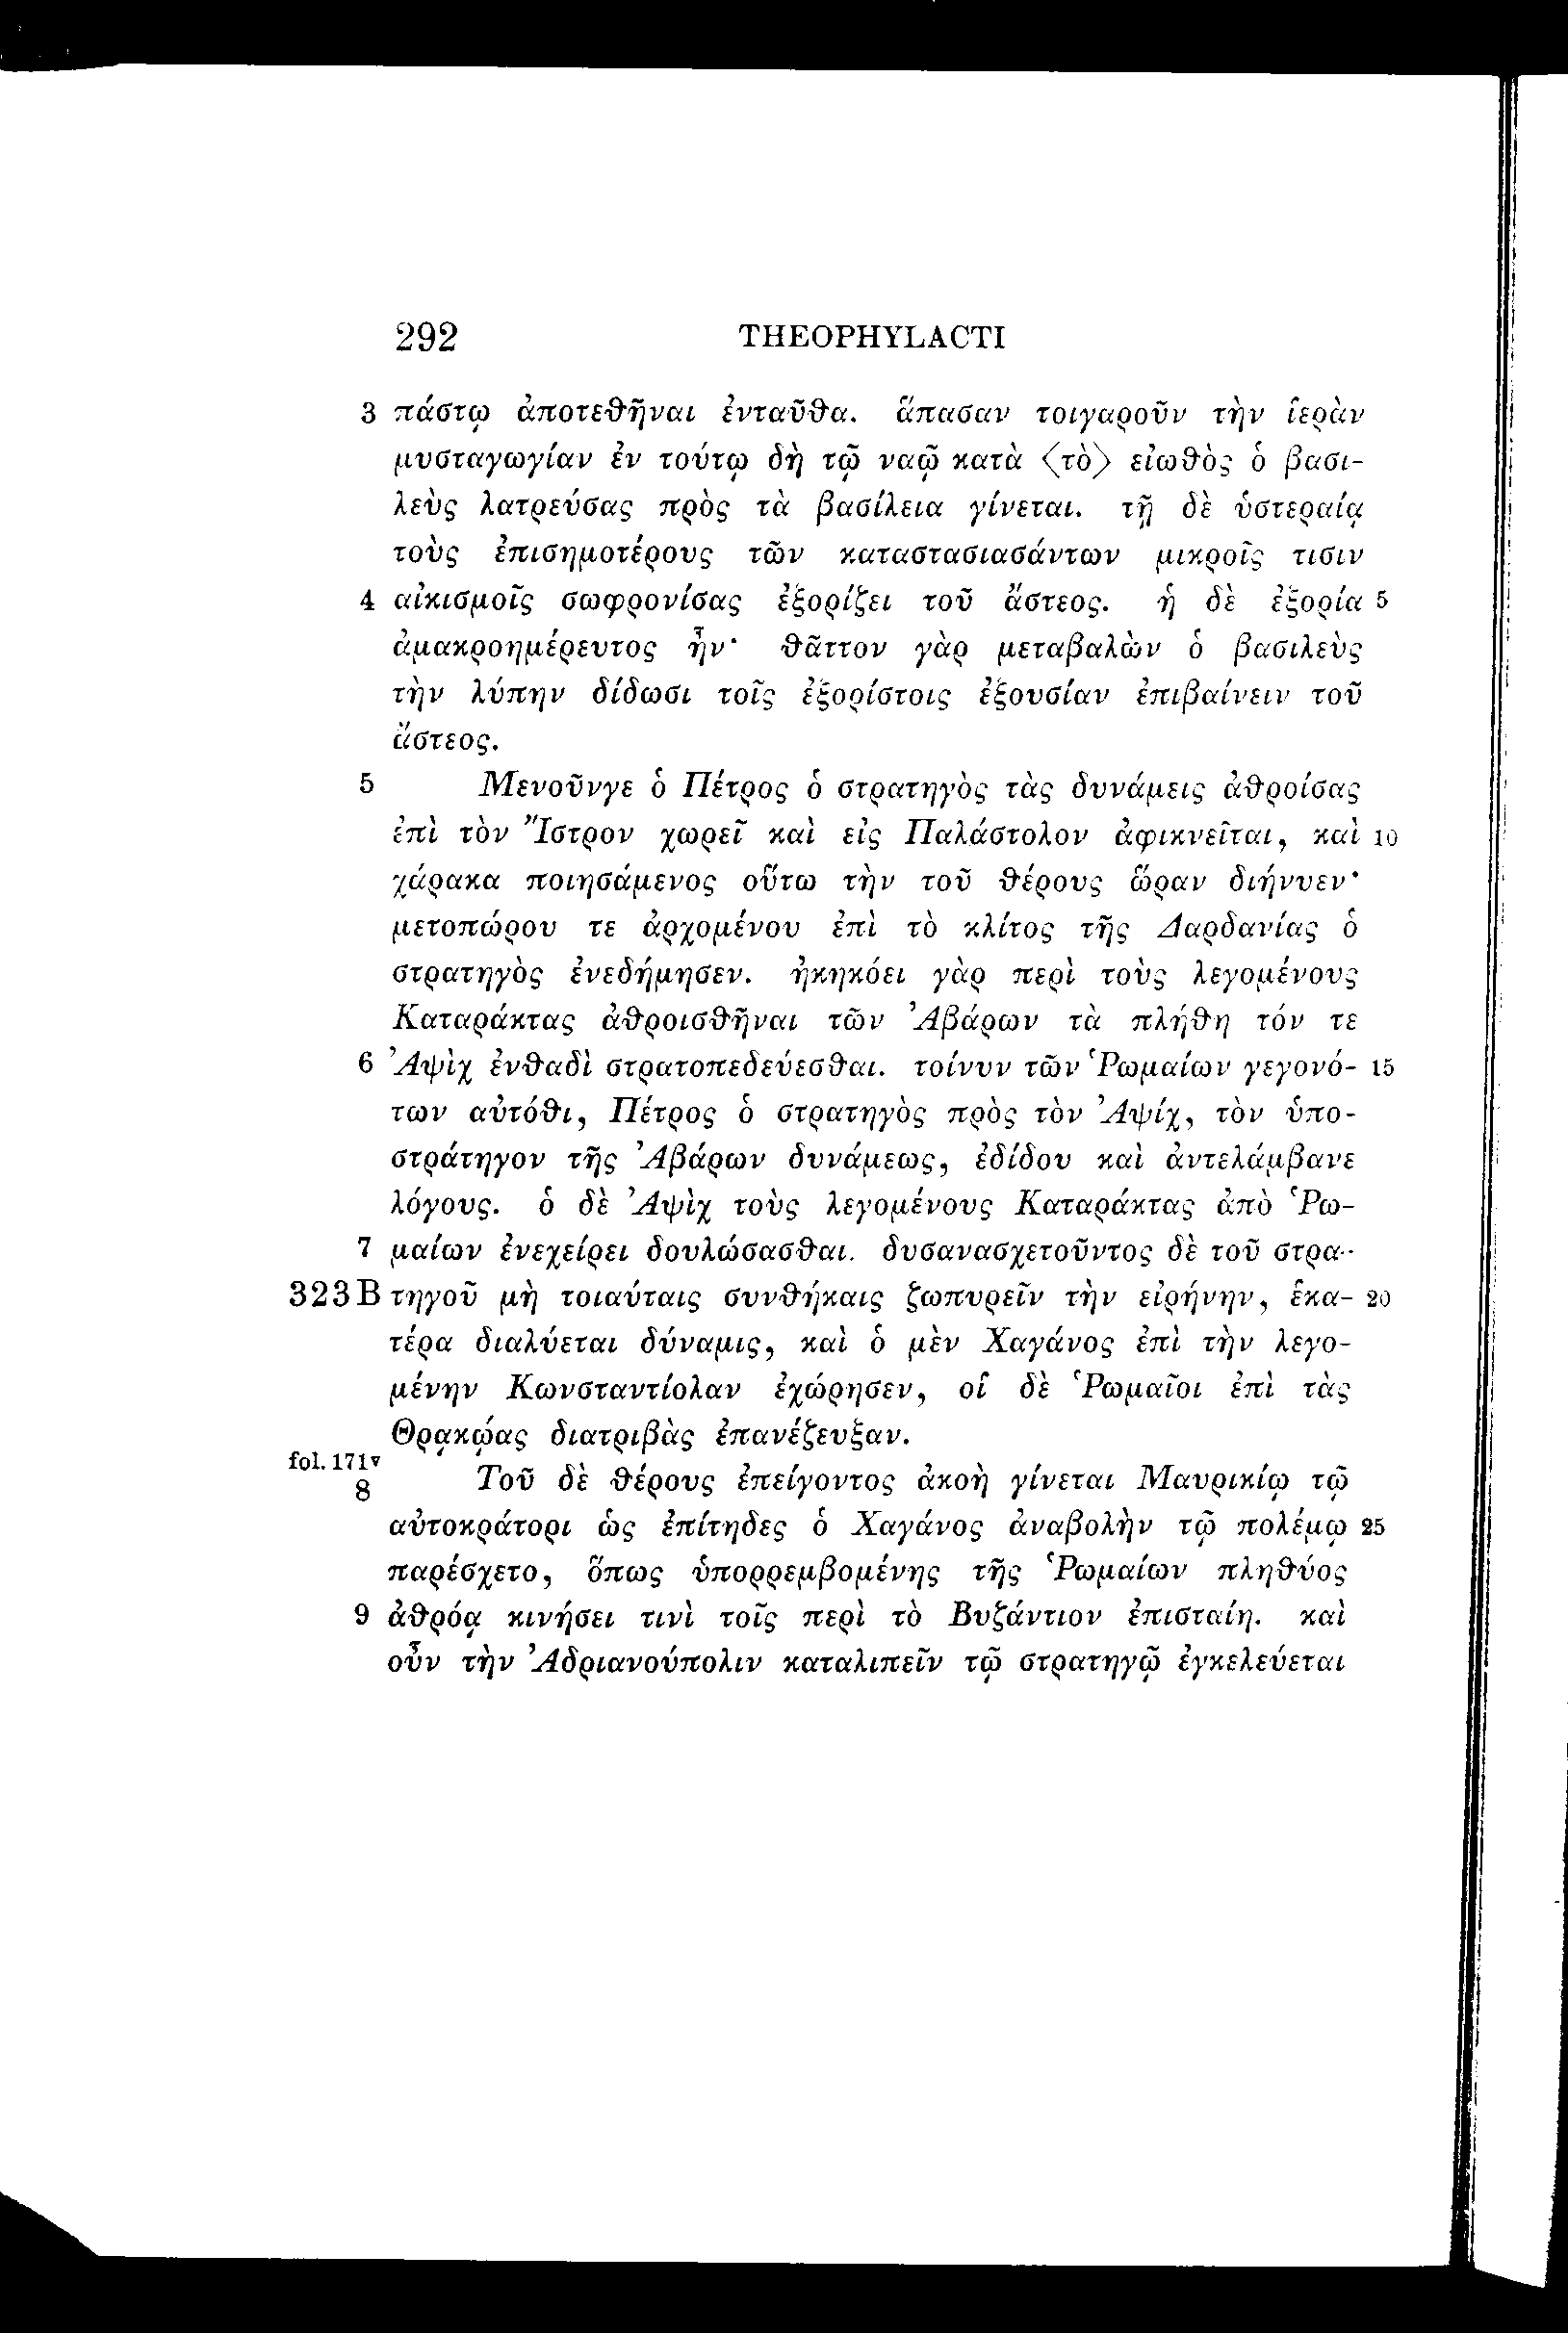 292 THEOPHYLACTI
3 πάστῳ ἀποτεθῆναι ἐνταῦθα. ἅπασαν τοιγαροῦν τὴν ἱερὰν
μυσταγωγίαν ἐν τούτῳ δὴ τῷ ναῷ κατὰ ⟨τὸ⟩ εἰωθὸς ὁ βασι-
λεὺς λατρεύσας πρὸς τὰ βασίλεια γίνεται. τῇ δὲ ὑστεραίᾳ
τοὺς ἐπισημοτέρους τῶν καταστασιασάντων μικροῖς τισιν
4 αἰκισμοῖς σωφρονίσας ἐξορίζει τοῦ ἄστεος. ἡ δὲ ἐξορία 5
ἀμακροημέρευτος ἦν· θᾶττον γὰρ μεταβαλὼν ὁ βασιλεὺς
τὴν λύπην δίδωσι τοῖς ἐξορίστοις ἐξουσίαν ἐπιβαίνειν τοῦ
ἄστεος.
5 Μενοῦνγε ὁ Πέτρος ὁ στρατηγὸς τὰς δυνάμεις ἀθροίσας
ἐπὶ τὸν Ἴστρον χωρεῖ καὶ εἰς Παλάστολον ἀφικνεῖται, καὶ 10
χάρακα ποιησάμενος οὕτω τὴν τοῦ θέρους ὥραν διήνυεν·
μετοπώρου τε ἀρχομένου ἐπὶ τὸ κλίτος τῆς Δαρδανίας ὁ
στρατηγὸς ἐνεδήμησεν. ἠκηκόει γὰρ περὶ τοὺς λεγομένους
Καταράκτας ἀθροισθῆναι τῶν Ἀβάρων τὰ πλήθη τόν τε
6 Ἀψὶχ ἐνθαδὶ στρατοπεδεύεσθαι. τοίνυν τῶν Ῥωμαίων γεγονό- 15
των αὐτόθι, Πέτρος ὁ στρατηγὸς πρὸς τὸν Ἀψίχ, τὸν ὑπο-
στράτηγον τῆς Ἀβάρων δυνάμεως, ἐδίδου καὶ ἀντελάμβανε
λόγους. ὁ δὲ Ἀψὶχ τοὺς λεγομένους Καταράκτας ἀπὸ Ῥω-
7 μαίων ἐνεχείρει δουλώσασθαι. δυσανασχετοῦντος δὲ τοῦ στρα-
323 B τηγοῦ μὴ τοιαύταις συνθήκαις ζωπυρεῖν τὴν εἰρήνην, ἑκα- 20
τέρα διαλύεται δύναμις, καὶ ὁ μὲν Χαγάνος ἐπὶ τὴν λεγο-
μένην Κωνσταντίολαν ἐχώρησεν, οἱ δὲ Ῥωμαῖοι ἐπὶ τὰς
Θρᾳκῴας διατριβὰς ἐπανέζευξαν.
fol. 171v
8 Τοῦ δὲ θέρους ἐπείγοντος ἀκοὴ γίνεται Μαυρικίῳ τῷ
αὐτοκράτορι ὡς ἐπίτηδες ὁ Χαγάνος ἀναβολὴν τῷ πολέμῳ 25
παρέσχετο, ὅπως ὑπορρεμβομένης τῆς Ῥωμαίων πληθύος
9 ἀθρόᾳ κινήσει τινὶ τοῖς περὶ τὸ Βυζάντιον ἐπισταίη. καὶ
οὖν τὴν Ἀδριανούπολιν καταλιπεῖν τῷ στρατηγῷ ἐγκελεύεται